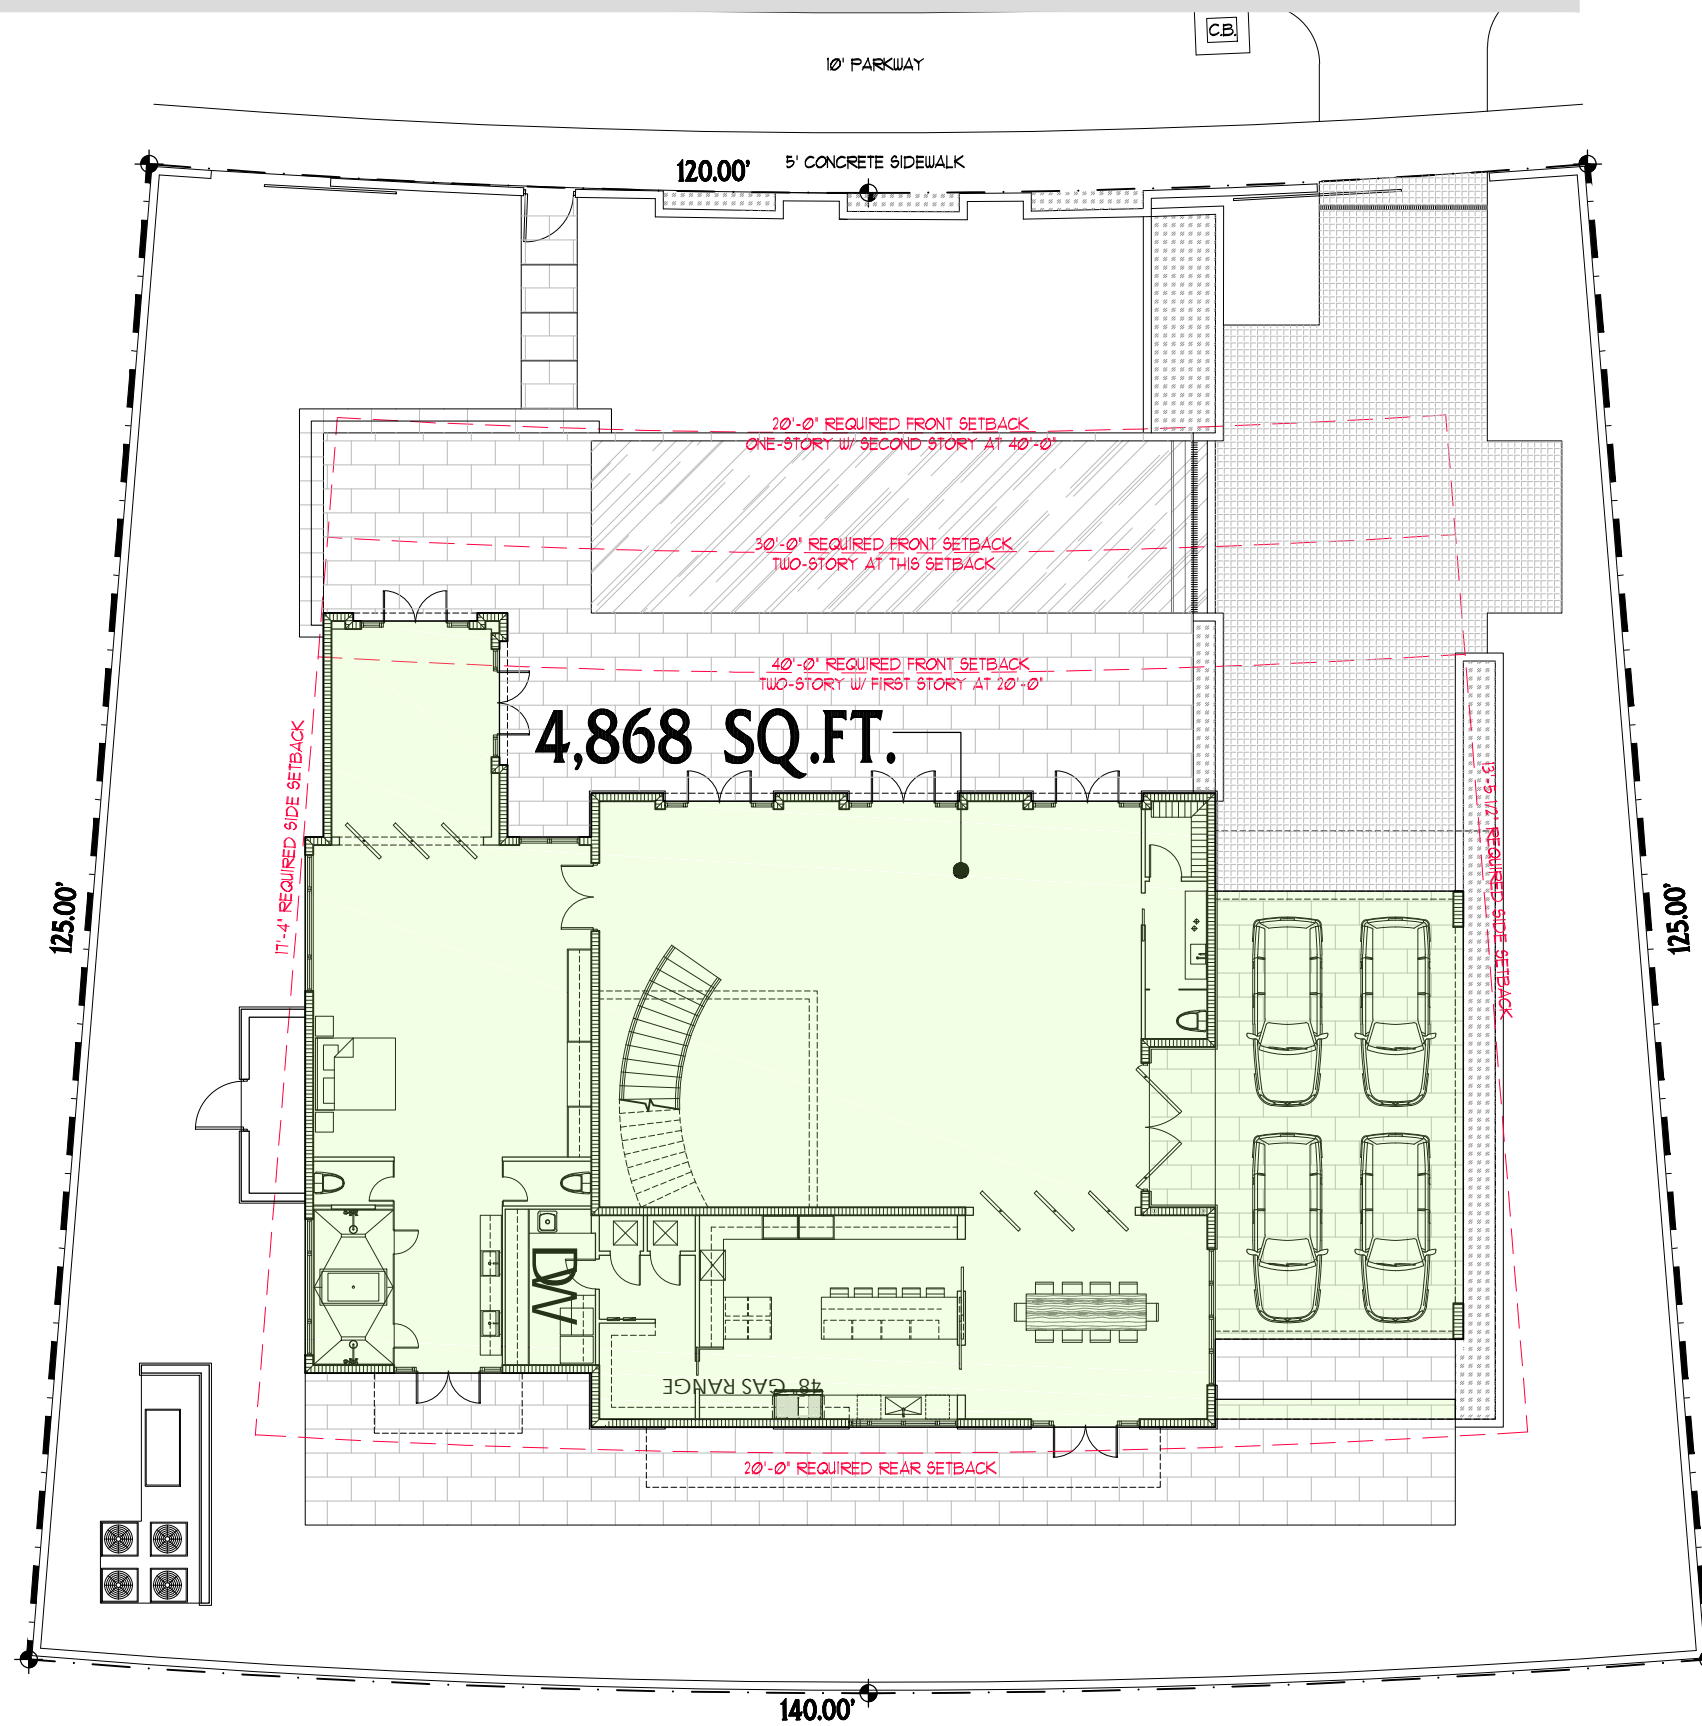 C.B.
10' PARKWAY
120.00'
5' CONCRETE SIDEWALK
20'-0" REQUIRED FRONT SETBACK
ONE-STORY W/ SECOND STORY AT 40'-0"
30'-0" REQUIRED FRONT SETBACK
TWO-STORY AT THIS SETBACK
40'-0" REQUIRED FRONT SETBACK
TWO-STORY W/ FIRST STORY AT 20'-0"
4,868 SQ.FT.
17'-4" REQUIRED SIDE SETBACK
13'-5 1/2" REQUIRED SIDE SETBACK
125.00'
125.00'
DW
48" GAS RANGE
20'-0" REQUIRED REAR SETBACK
140.00'